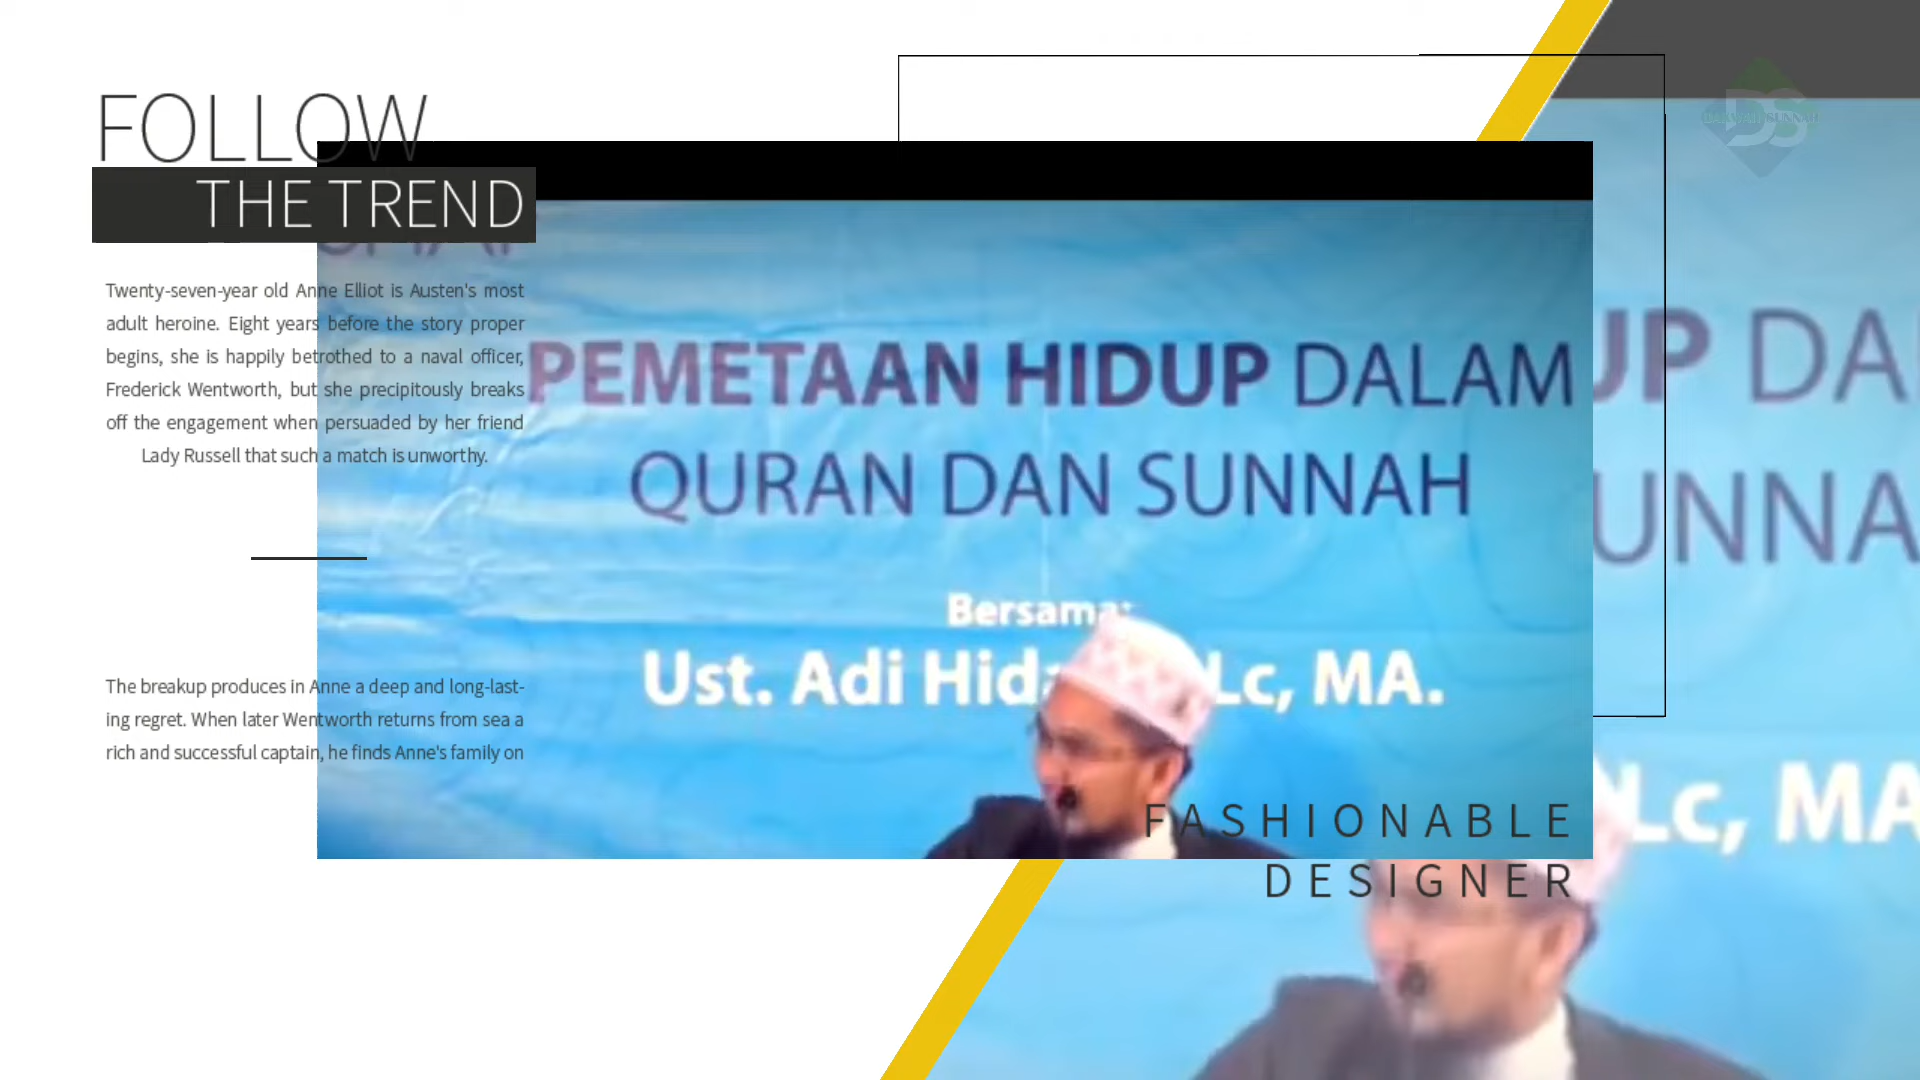 FOLLOW
THE TREND
Twenty-seven-year old Anne Elliot is Austen's most
adult heroine. Eight years before the story proper
begins, she is happily betrothed to a naval officer,
Frederick Wentworth, but she precipitously breaks
off the engagement when persuaded by her friend
Lady Russell that such a match is unworthy.
The breakup produces in Anne a deep and long-last-
ing regret. When later Wentworth returns from sea a
rich and successful captain, he finds Anne's family on
PEMETAAN HIDUP DALAM
QURAN DAN SUNNAH
Bersama:
Ust. Adi Lc, MA.
FASHIONABLE
DESIGNER
DS
UP
UNNA
Lc, MA